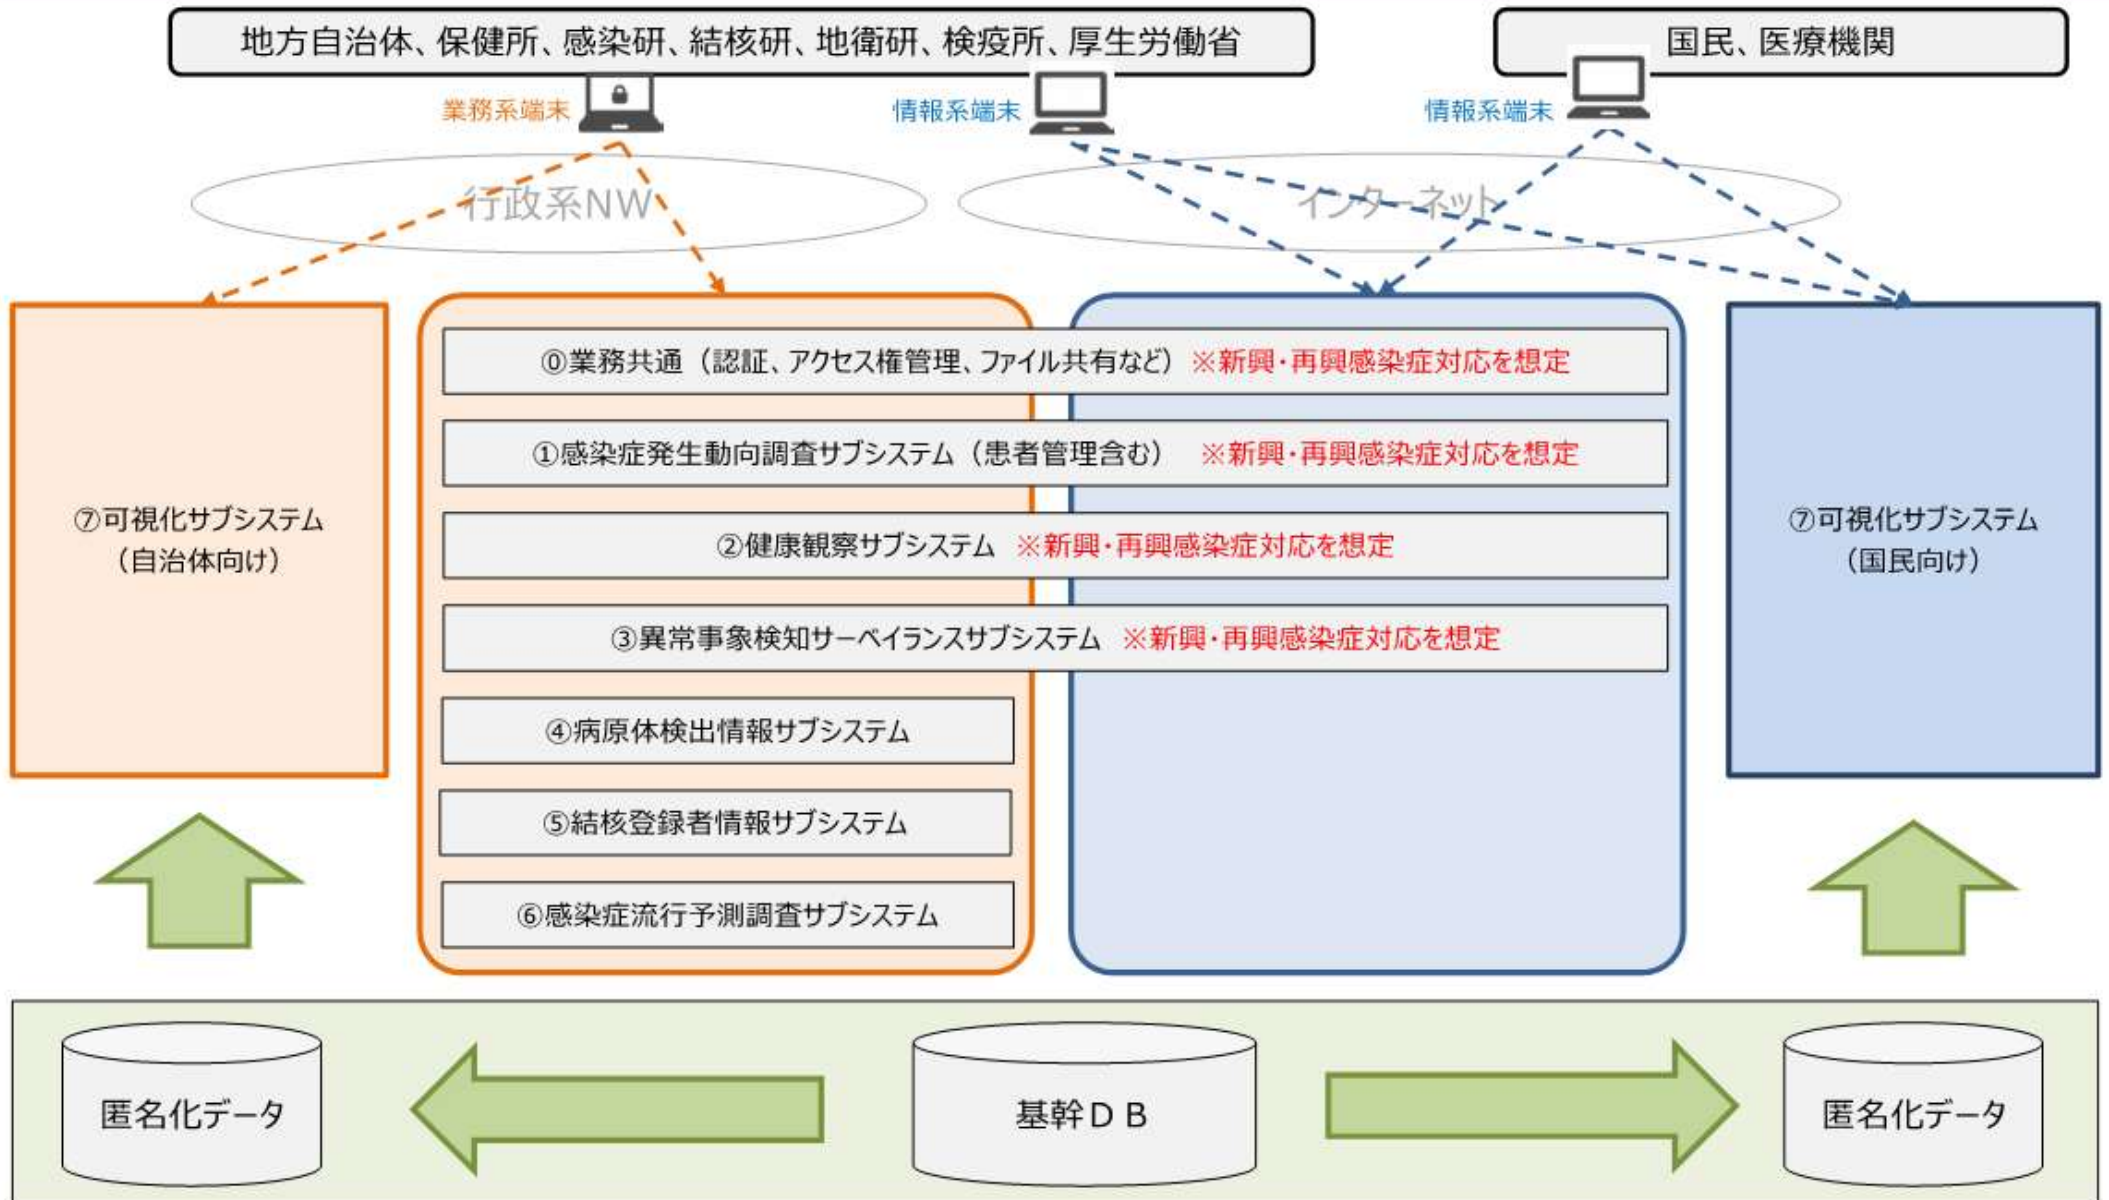 地方自治体、保健所、感染研、結核研、地衛研、検疫所、厚生労働省
国民、医療機関
業務系端末
情報系端末
情報系端末
行政系NW
インターネット
⓪業務共通（認証、アクセス権管理、ファイル共有など）※新興・再興感染症対応を想定
①感染症発生動向調査サブシステム（患者管理含む）　※新興・再興感染症対応を想定
②健康観察サブシステム　※新興・再興感染症対応を想定
③異常事象検知サーベイランスサブシステム　※新興・再興感染症対応を想定
④病原体検出情報サブシステム
⑤結核登録者情報サブシステム
⑥感染症流行予測調査サブシステム
⑦可視化サブシステム
（自治体向け）
⑦可視化サブシステム
（国民向け）
匿名化データ
基幹ＤＢ
匿名化データ